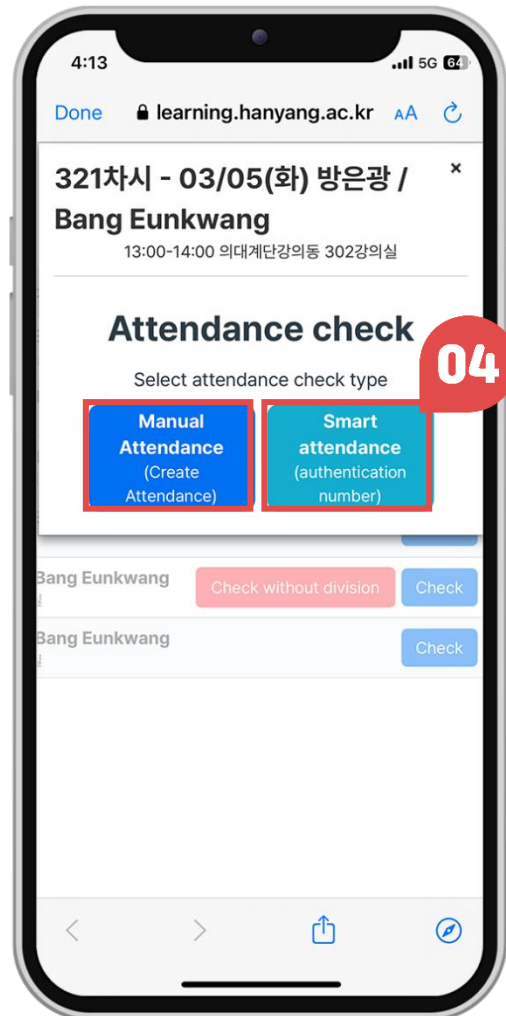 4:13
5G 64
Done learning.hanyang.ac.kr AA
321차시 - 03/05(화) 방은광 / ×
Bang Eunkwang
13:00-14:00 의대계단강의동 302강의실
Attendance check
04
Select attendance check type
Manual
Attendance
(Create
Attendance)
Smart
attendance
(authentication
number)
Bang Eunkwang
Check without division
Check
Bang Eunkwang
Check